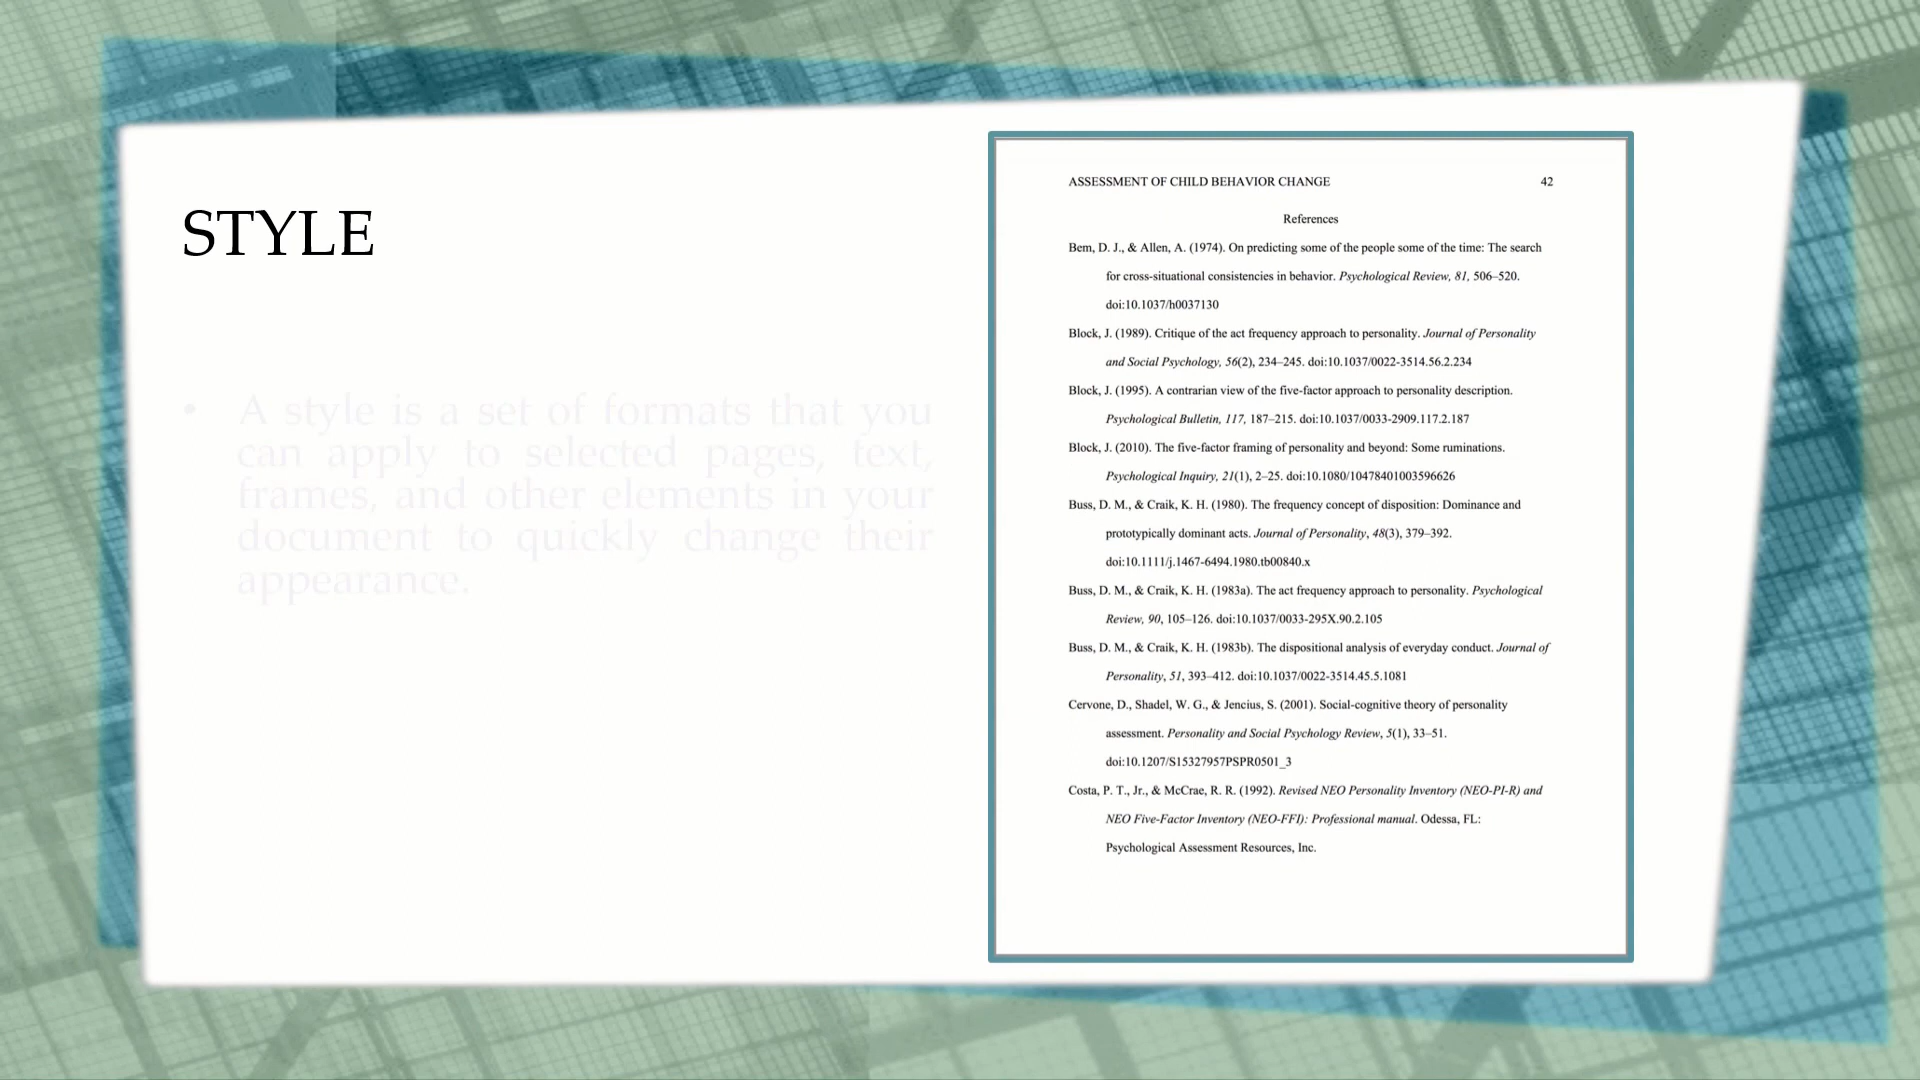 STYLE
• A style is a set of formats that you
can apply to selected pages, text,
frames, and other elements in your
document to quickly change their
appearance.
ASSESSMENT OF CHILD BEHAVIOR CHANGE 42
References
Bem, D. J., & Allen, A. (1974). On predicting some of the people some of the time: The search
for cross-situational consistencies in behavior. Psychological Review, 81, 506–520.
doi:10.1037/h0037130
Block, J. (1989). Critique of the act frequency approach to personality. Journal of Personality
and Social Psychology, 56(2), 234–245. doi:10.1037/0022-3514.56.2.234
Block, J. (1995). A contrarian view of the five-factor approach to personality description.
Psychological Bulletin, 117, 187–215. doi:10.1037/0033-2909.117.2.187
Block, J. (2010). The five-factor framing of personality and beyond: Some ruminations.
Psychological Inquiry, 21(1), 2–25. doi:10.1080/10478401003596626
Buss, D. M., & Craik, K. H. (1980). The frequency concept of disposition: Dominance and
prototypically dominant acts. Journal of Personality, 48(3), 379–392.
doi:10.1111/j.1467-6494.1980.tb00840.x
Buss, D. M., & Craik, K. H. (1983a). The act frequency approach to personality. Psychological
Review, 90, 105–126. doi:10.1037/0033-295X.90.2.105
Buss, D. M., & Craik, K. H. (1983b). The dispositional analysis of everyday conduct. Journal of
Personality, 51, 393–412. doi:10.1037/0022-3514.45.5.1081
Cervone, D., Shadel, W. G., & Jencius, S. (2001). Social-cognitive theory of personality
assessment. Personality and Social Psychology Review, 5(1), 33–51.
doi:10.1207/S15327957PSPR0501_3
Costa, P. T., Jr., & McCrae, R. R. (1992). Revised NEO Personality Inventory (NEO-PI-R) and
NEO Five-Factor Inventory (NEO-FFI): Professional manual. Odessa, FL:
Psychological Assessment Resources, Inc.